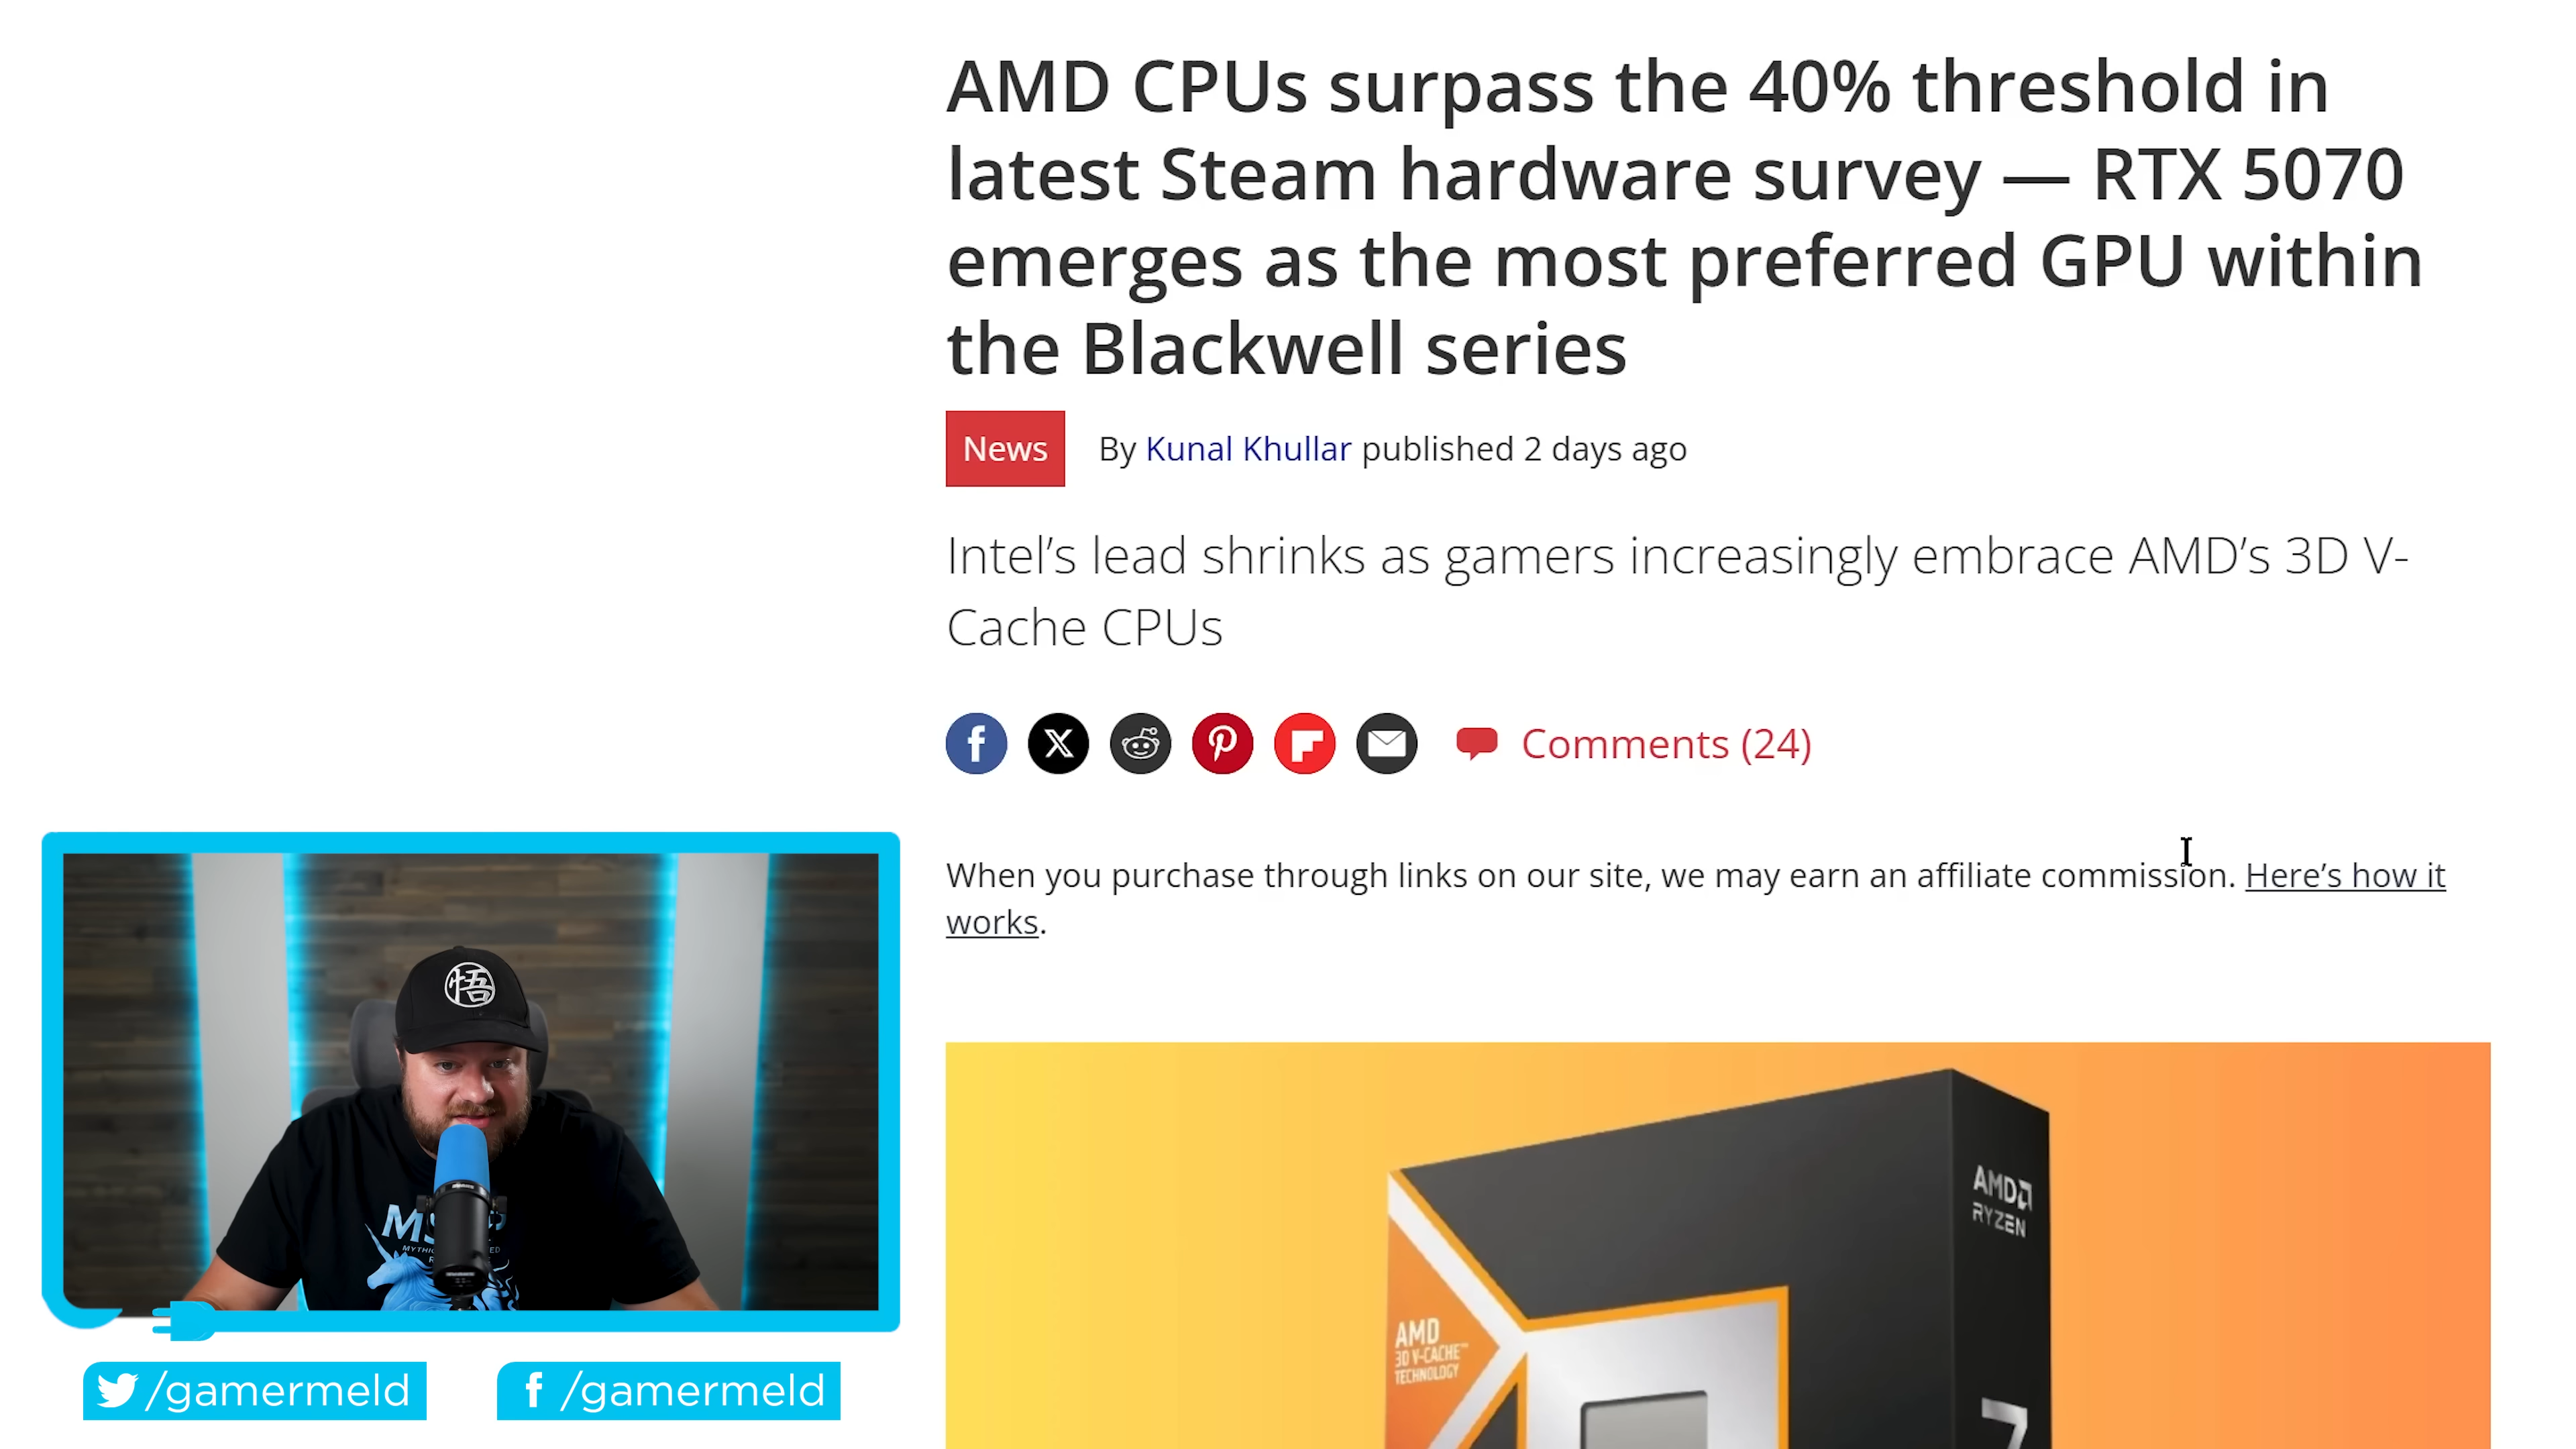 AMD CPUs surpass the 40% threshold in
latest Steam hardware survey — RTX 5070
emerges as the most preferred GPU within
the Blackwell series
News
By Kunal Khullar published 2 days ago
Intel’s lead shrinks as gamers increasingly embrace AMD’s 3D V-
Cache CPUs
Comments (24)
When you purchase through links on our site, we may earn an affiliate commission. Here’s how it
works.
悟
AMD
RYZEN
AMD
3D V-CACHE™
TECHNOLOGY
7
/gamermeld
/gamermeld